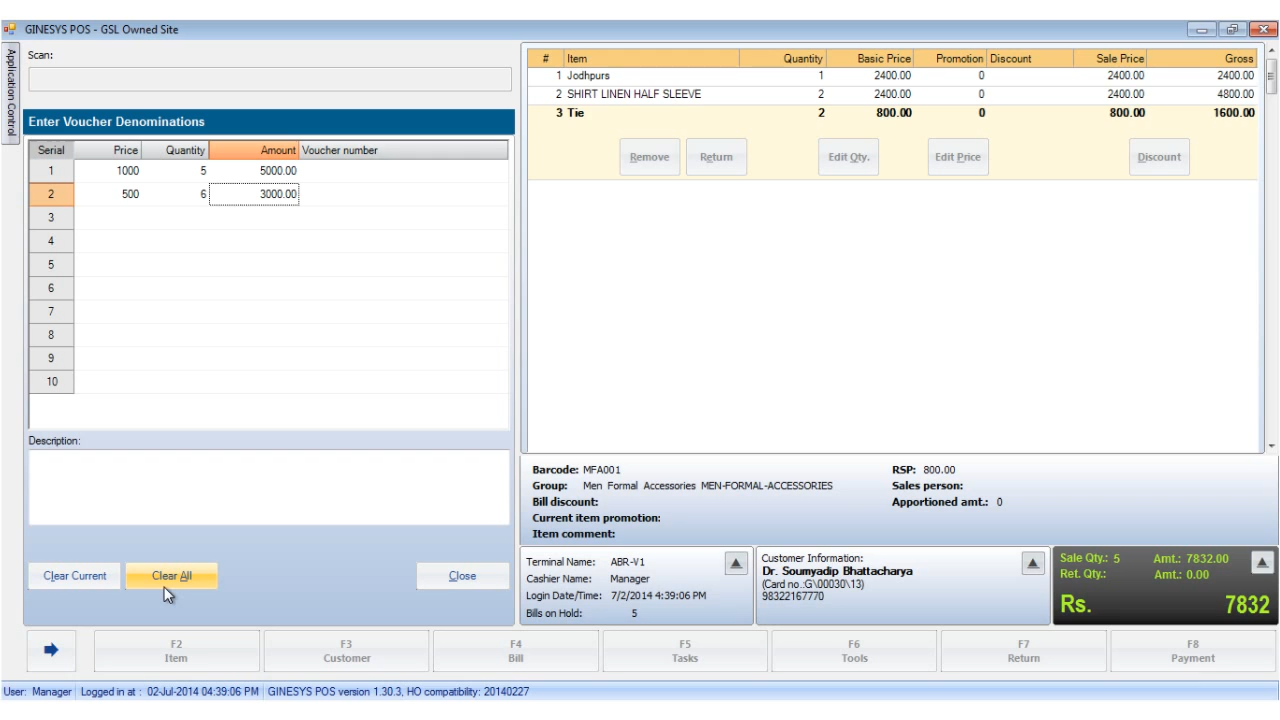 GINESYS POS - GSL Owned Site
Application Control
Scan:
Enter Voucher Denominations
Serial Price Quantity Amount Voucher number
1 1000 5 5000.00
2 500 6 3000.00
3
4
5
6
7
8
9
10
Description:
Clear Current Clear All Close
# Item Quantity Basic Price Promotion Discount Sale Price Gross
1 Jodhpurs 1 2400.00 0 2400.00 2400.00
2 SHIRT LINEN HALF SLEEVE 2 2400.00 0 2400.00 4800.00
3 Tie 2 800.00 0 800.00 1600.00
Remove Return Edit Qty. Edit Price Discount
Barcode: MFA001 RSP: 800.00
Group: Men Formal Accessories MEN-FORMAL-ACCESSORIES Sales person:
Bill discount: Apportioned amt.: 0
Current item promotion:
Item comment:
Terminal Name: ABR-V1
Cashier Name: Manager
Login Date/Time: 7/2/2014 4:39:06 PM
Bills on Hold: 5
Customer Information:
Dr. Soumyadip Bhattacharya
(Card no.:G\00030\13)
98322167770
Sale Qty.: 5 Amt.: 7832.00
Ret. Qty.: Amt.: 0.00
Rs. 7832
F2 F3 F4 F5 F6 F7 F8
Item Customer Bill Tasks Tools Return Payment
User: Manager Logged in at : 02-Jul-2014 04:39:06 PM GINESYS POS version 1.30.3, HO compatibility: 20140227